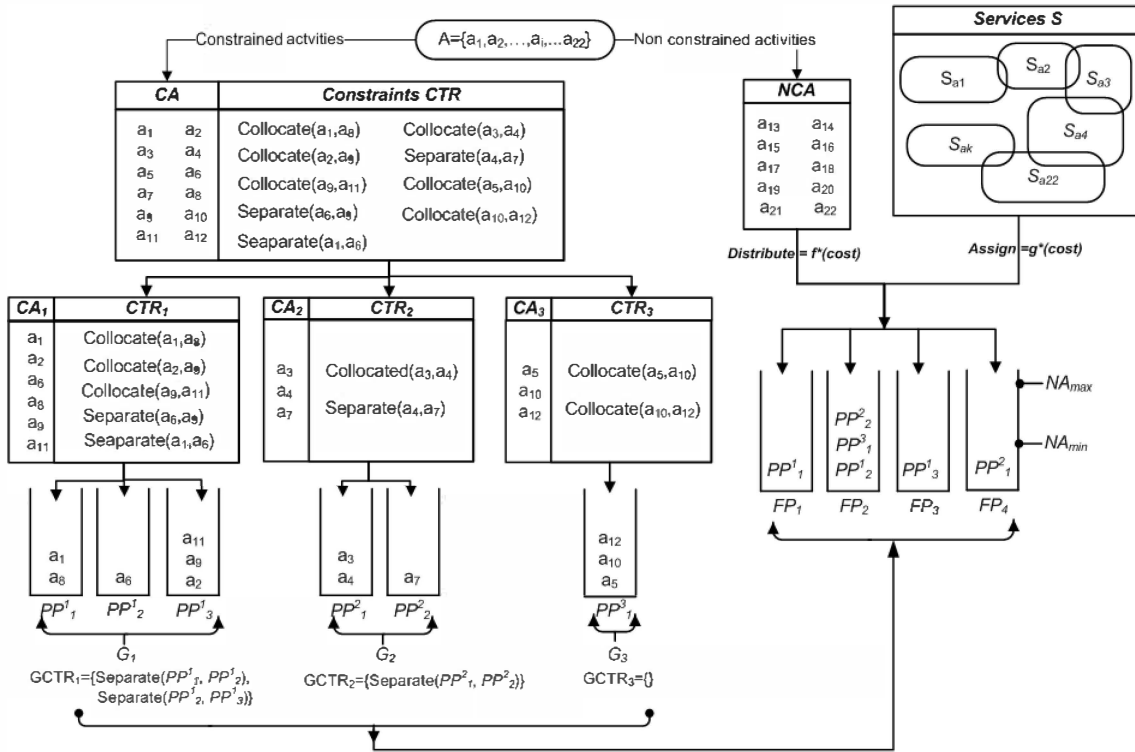 Constrained actvities
A={a₁,a₂,…,aᵢ,...a₂₂}
Non constrained activities
Services S
Sₐ₁
Sₐ₂
Sₐ₃
Sₐ₄
Sₐₖ
Sₐ₂₂
CA Constraints CTR
a₁ a₂ Collocate(a₁,a₈) Collocate(a₃,a₄)
a₃ a₄ Collocate(a₂,a₉) Separate(a₄,a₇)
a₅ a₆ Collocate(a₉,a₁₁) Collocate(a₅,a₁₀)
a₇ a₈ Separate(a₆,a₉) Collocate(a₁₀,a₁₂)
a₉ a₁₀ Seaparate(a₁,a₆)
a₁₁ a₁₂
NCA
a₁₃ a₁₄
a₁₅ a₁₆
a₁₇ a₁₈
a₁₉ a₂₀
a₂₁ a₂₂
Distribute = f*(cost)
Assign =g*(cost)
CA₁ CTR₁
a₁ Collocate(a₁,a₈)
a₂ Collocate(a₂,a₉)
a₆ Collocate(a₉,a₁₁)
a₈ Separate(a₆,a₉)
a₉ Seaparate(a₁,a₆)
a₁₁
CA₂ CTR₂
a₃ Collocated(a₃,a₄)
a₄ Separate(a₄,a₇)
a₇
CA₃ CTR₃
a₅ Collocate(a₅,a₁₀)
a₁₀
a₁₂ Collocate(a₁₀,a₁₂)
a₁
a₈
PP¹₁
a₆
PP¹₂
a₁₁
a₉
a₂
PP¹₃
a₃
a₄
PP²₁
a₇
PP²₂
a₁₂
a₁₀
a₅
PP³₁
G₁
GCTR₁={Separate(PP¹₁, PP¹₂),
Separate(PP¹₂, PP¹₃)}
G₂
GCTR₂={Separate(PP²₁, PP²₂)}
G₃
GCTR₃={}
PP¹₁
FP₁
PP²₂
PP³₁
PP¹₂
FP₂
PP¹₃
FP₃
PP²₁
FP₄
NAₘₐₓ
NAₘᵢₙ